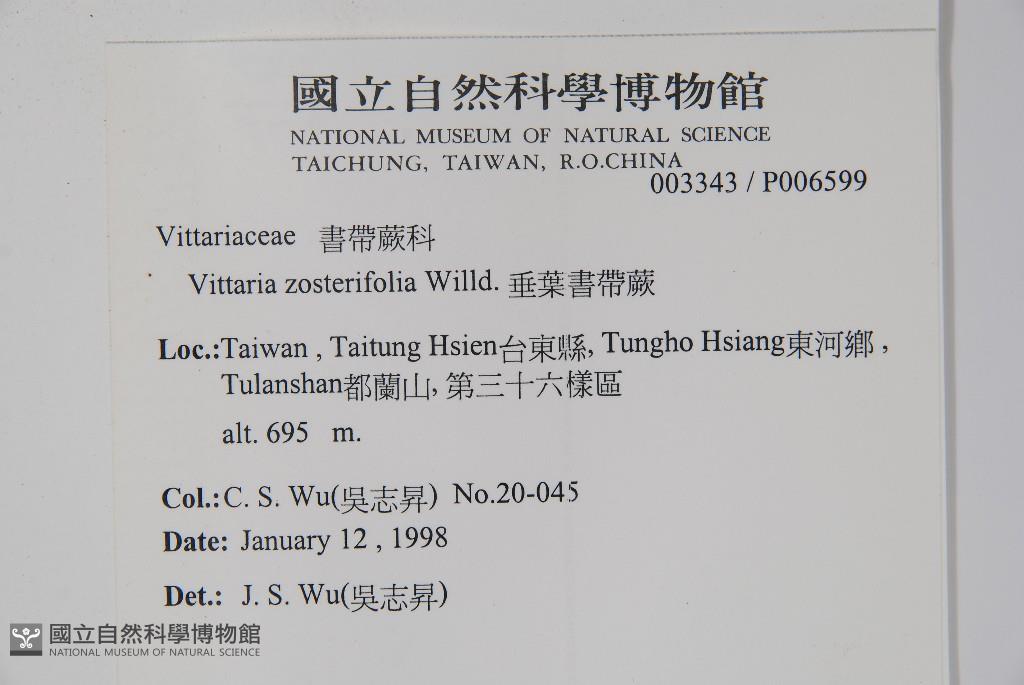 國立自然科學博物館
NATIONAL MUSEUM OF NATURAL SCIENCE
TAICHUNG, TAIWAN, R.O.CHINA
003343 / P006599
Vittariaceae 書帶蕨科
Vittaria zosterifolia Willd. 垂葉書帶蕨
Loc.:Taiwan , Taitung Hsien台東縣, Tungho Hsiang東河鄉 ,
Tulanshan都蘭山, 第三十六樣區
alt. 695 m.
Col.:C. S. Wu(吳志昇) No.20-045
Date: January 12 , 1998
Det.: J. S. Wu(吳志昇)
國立自然科學博物館
NATIONAL MUSEUM OF NATURAL SCIENCE